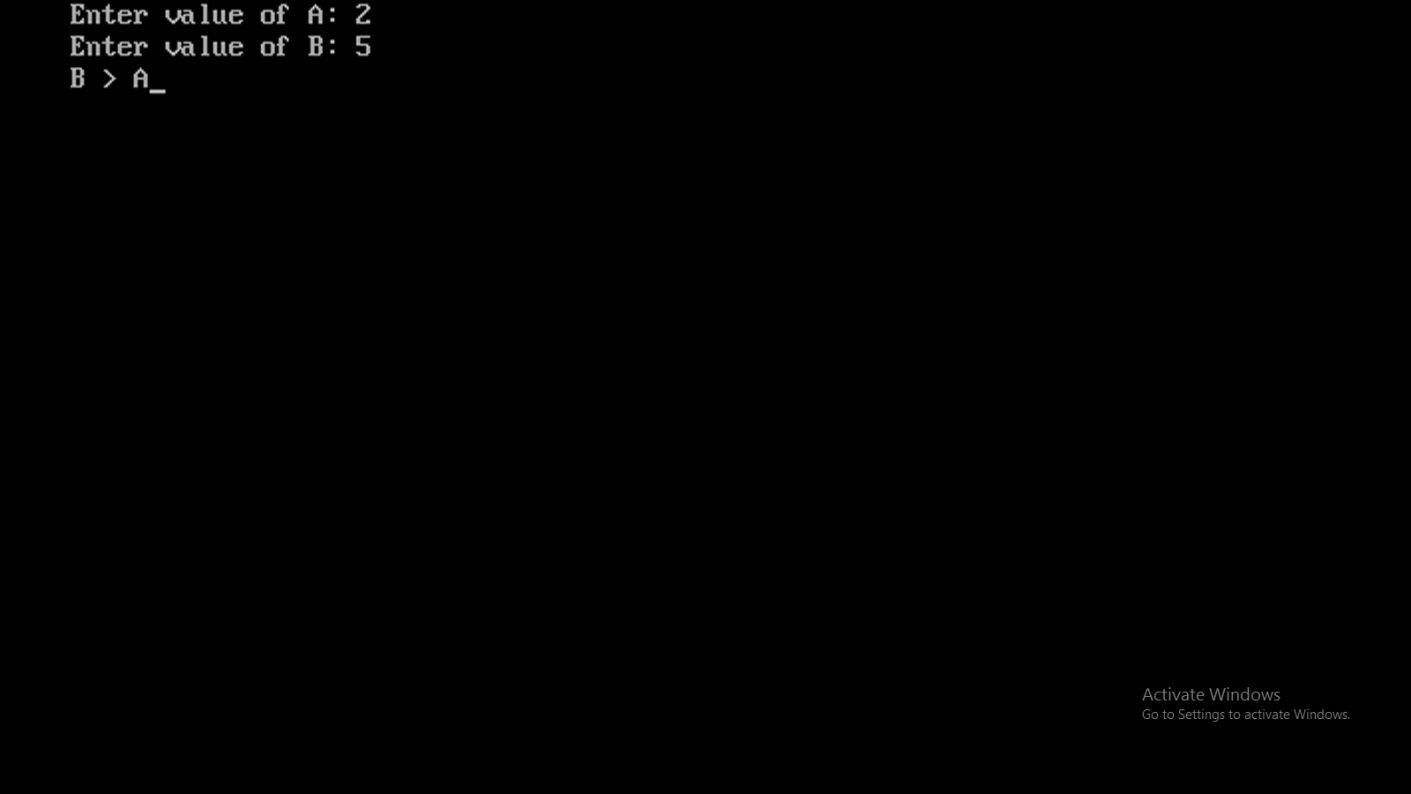 Enter value of A: 2
Enter value of B: 5
B > A_
Activate Windows
Go to Settings to activate Windows.